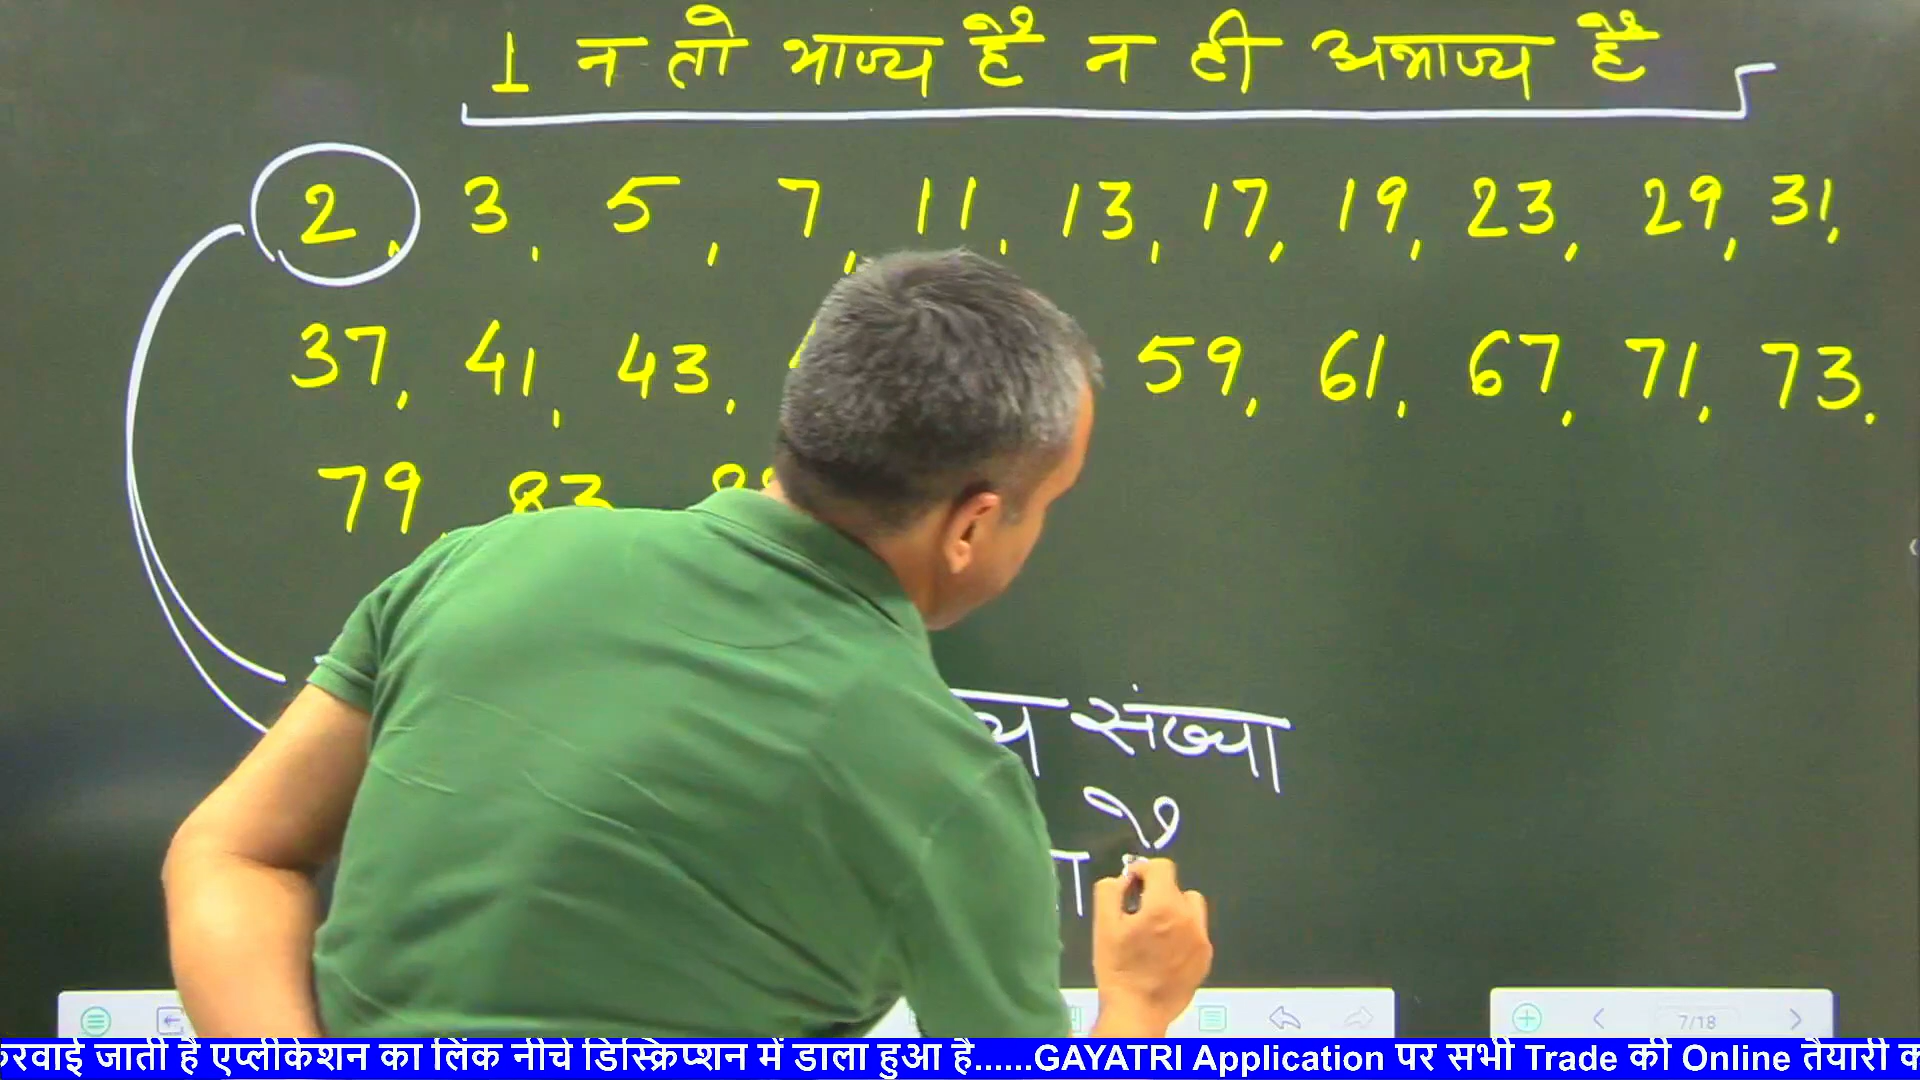 1 न तो भाज्य है न ही अभाज्य है
2, 3, 5, 7, 11, 13, 17, 19, 23, 29, 31,
37, 41, 43, 59, 61, 67, 71, 73,
79, 83
संख्या
7/18
जाती है एप्लीकेशन का लिंक नीचे डिस्क्रिप्शन में डाला हुआ है......GAYATRI Application पर सभी Trade की Online तैयारी